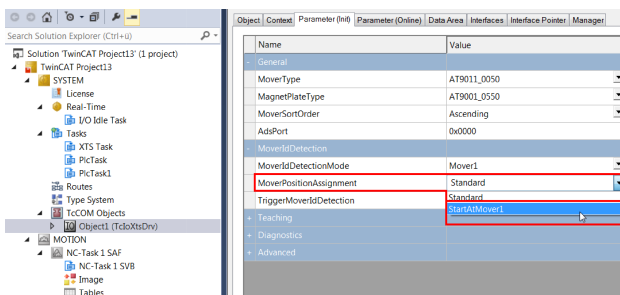 Search Solution Explorer (Ctrl+ü)
Solution 'TwinCAT Project13' (1 project)
TwinCAT Project13
SYSTEM
License
Real-Time
I/O Idle Task
Tasks
XTS Task
PlcTask
PlcTask1
Routes
Type System
TcCOM Objects
Object1 (TcIoXtsDrv)
MOTION
NC-Task 1 SAF
NC-Task 1 SVB
Image
Tables
Object Context Parameter (Init) Parameter (Online) Data Area Interfaces Interface Pointer Manager
Name Value
- General
MoverType AT9011_0050
MagnetPlateType AT9001_0550
MoverSortOrder Ascending
AdsPort 0x0000
- MoverIdDetection
MoverIdDetectionMode Mover1
MoverPositionAssignment Standard
TriggerMoverIdDetection Standard
StartAtMover1
+ Teaching
+ Diagnostics
+ Advanced